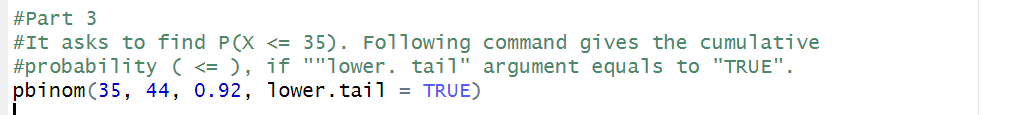 #Part 3
#It asks to find P(X <= 35). Following command gives the cumulative
#probability ( <= ), if ""lower. tail" argument equals to "TRUE".
pbinom(35, 44, 0.92, lower.tail = TRUE)